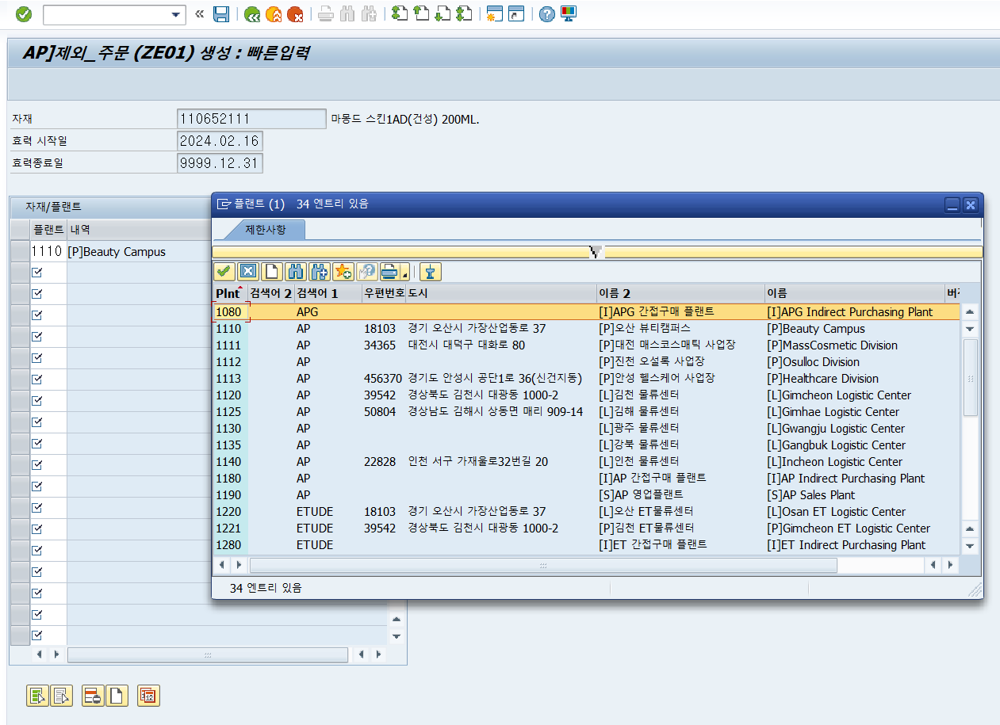 AP]제외_주문 (ZE01) 생성 : 빠른입력
자재 110652111 마몽드 스킨1AD(건성) 200ML.
효력 시작일 2024.02.16
효력종료일 9999.12.31
자재/플랜트
플랜트 내역
1110 [P]Beauty Campus
플랜트 (1) 34 엔트리 있음
제한사항
Plnt 검색어 2 검색어 1 우편번호 도시 이름 2 이름 버전
1080 APG [I]APG 간접구매 플랜트 [I]APG Indirect Purchasing Plant
1110 AP 18103 경기 오산시 가장산업동로 37 [P]오산 뷰티캠퍼스 [P]Beauty Campus
1111 AP 34365 대전시 대덕구 대화로 80 [P]대전 매스코스매틱 사업장 [P]MassCosmetic Division
1112 AP [P]진천 오설록 사업장 [P]Osulloc Division
1113 AP 456370 경기도 안성시 공단1로 36(신건지동) [P]안성 헬스케어 사업장 [P]Healthcare Division
1120 AP 39542 경상북도 김천시 대광동 1000-2 [L]김천 물류센터 [L]Gimcheon Logistic Center
1125 AP 50804 경상남도 김해시 상동면 매리 909-14 [L]김해 물류센터 [L]Gimhae Logistic Center
1130 AP [L]광주 물류센터 [L]Gwangju Logistic Center
1135 AP [L]강북 물류센터 [L]Gangbuk Logistic Center
1140 AP 22828 인천 서구 가재울로32번길 20 [L]인천 물류센터 [L]Incheon Logistic Center
1180 AP [I]AP 간접구매 플랜트 [I]AP Indirect Purchasing Plant
1190 AP [S]AP 영업플랜트 [S]AP Sales Plant
1220 ETUDE 18103 경기 오산시 가장산업동로 37 [L]오산 ET물류센터 [L]Osan ET Logistic Center
1221 ETUDE 39542 경상북도 김천시 대광동 1000-2 [P]김천 ET물류센터 [P]Gimcheon ET Logistic Center
1280 ETUDE [I]ET 간접구매 플랜트 [I]ET Indirect Purchasing Plant
34 엔트리 있음